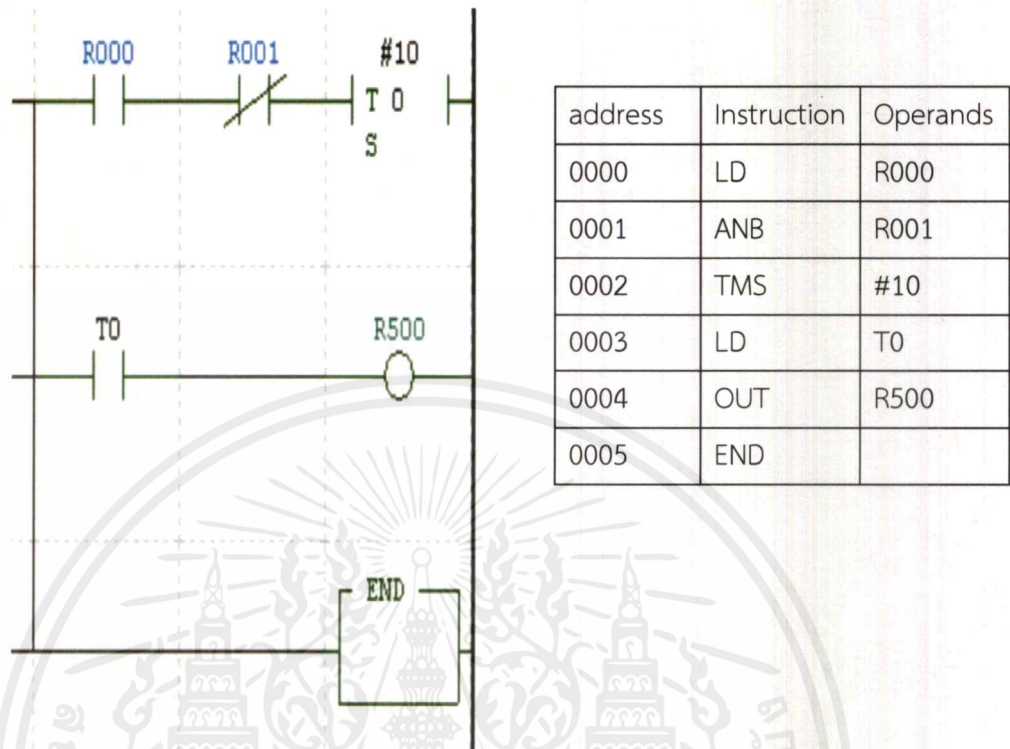 R000 R001 #10
T 0
S
T0 R500
END
address Instruction Operands
0000 LD R000
0001 ANB R001
0002 TMS #10
0003 LD T0
0004 OUT R500
0005 END